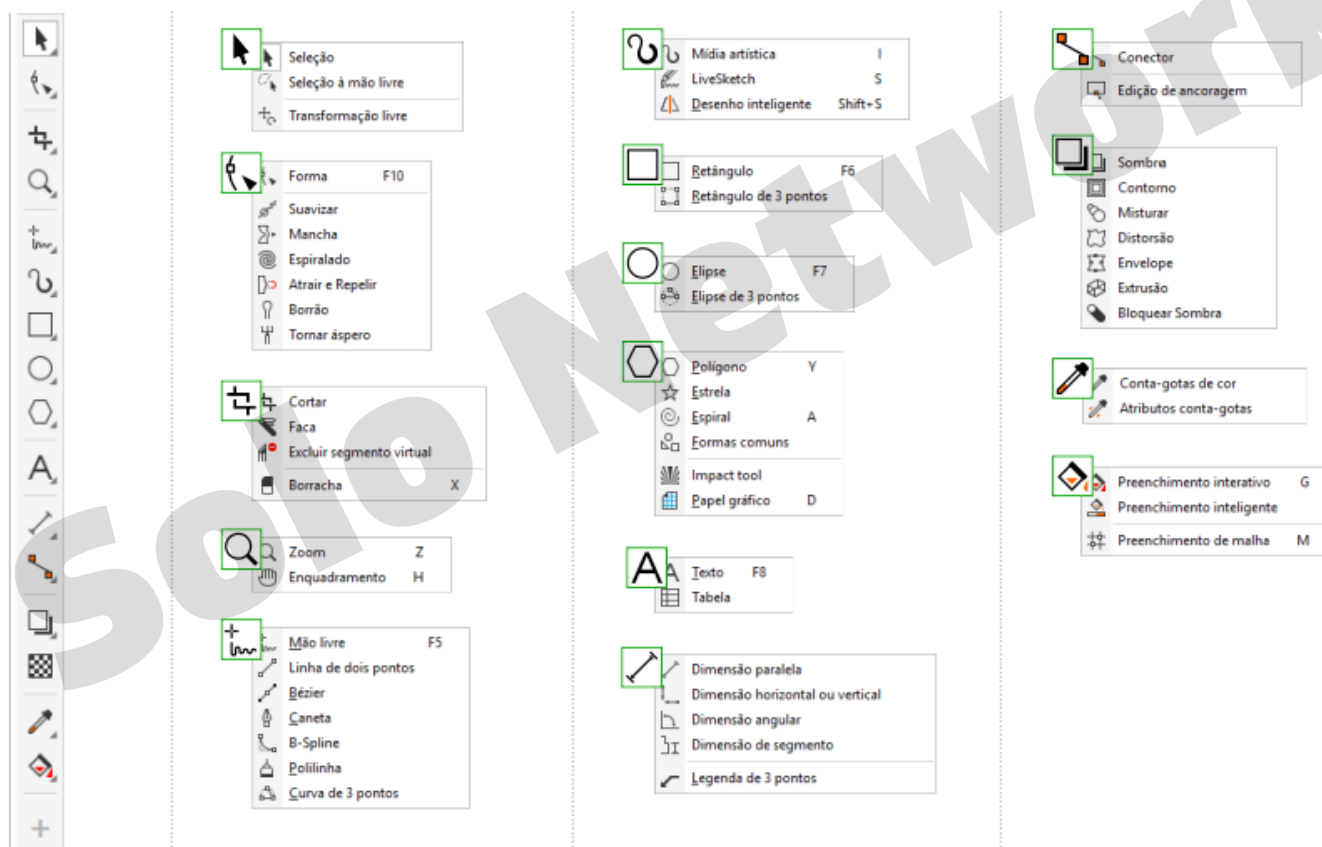 Seleção
Seleção à mão livre
Transformação livre
Forma F10
Suavizar
Mancha
Espiralado
Atrair e Repelir
Borrão
Tornar áspero
Cortar
Faca
Excluir segmento virtual
Borracha X
Zoom Z
Enquadramento H
Mão livre F5
Linha de dois pontos
Bézier
Caneta
B-Spline
Polilinha
Curva de 3 pontos
Mídia artística I
LiveSketch S
Desenho inteligente Shift+S
Retângulo F6
Retângulo de 3 pontos
Elipse F7
Elipse de 3 pontos
Polígono Y
Estrela
Espiral A
Formas comuns
Impact tool
Papel gráfico D
Texto F8
Tabela
Dimensão paralela
Dimensão horizontal ou vertical
Dimensão angular
Dimensão de segmento
Legenda de 3 pontos
Conector
Edição de ancoragem
Sombra
Contorno
Misturar
Distorsão
Envelope
Extrusão
Bloquear Sombra
Conta-gotas de cor
Atributos conta-gotas
Preenchimento interativo G
Preenchimento inteligente
Preenchimento de malha M
Solo Network